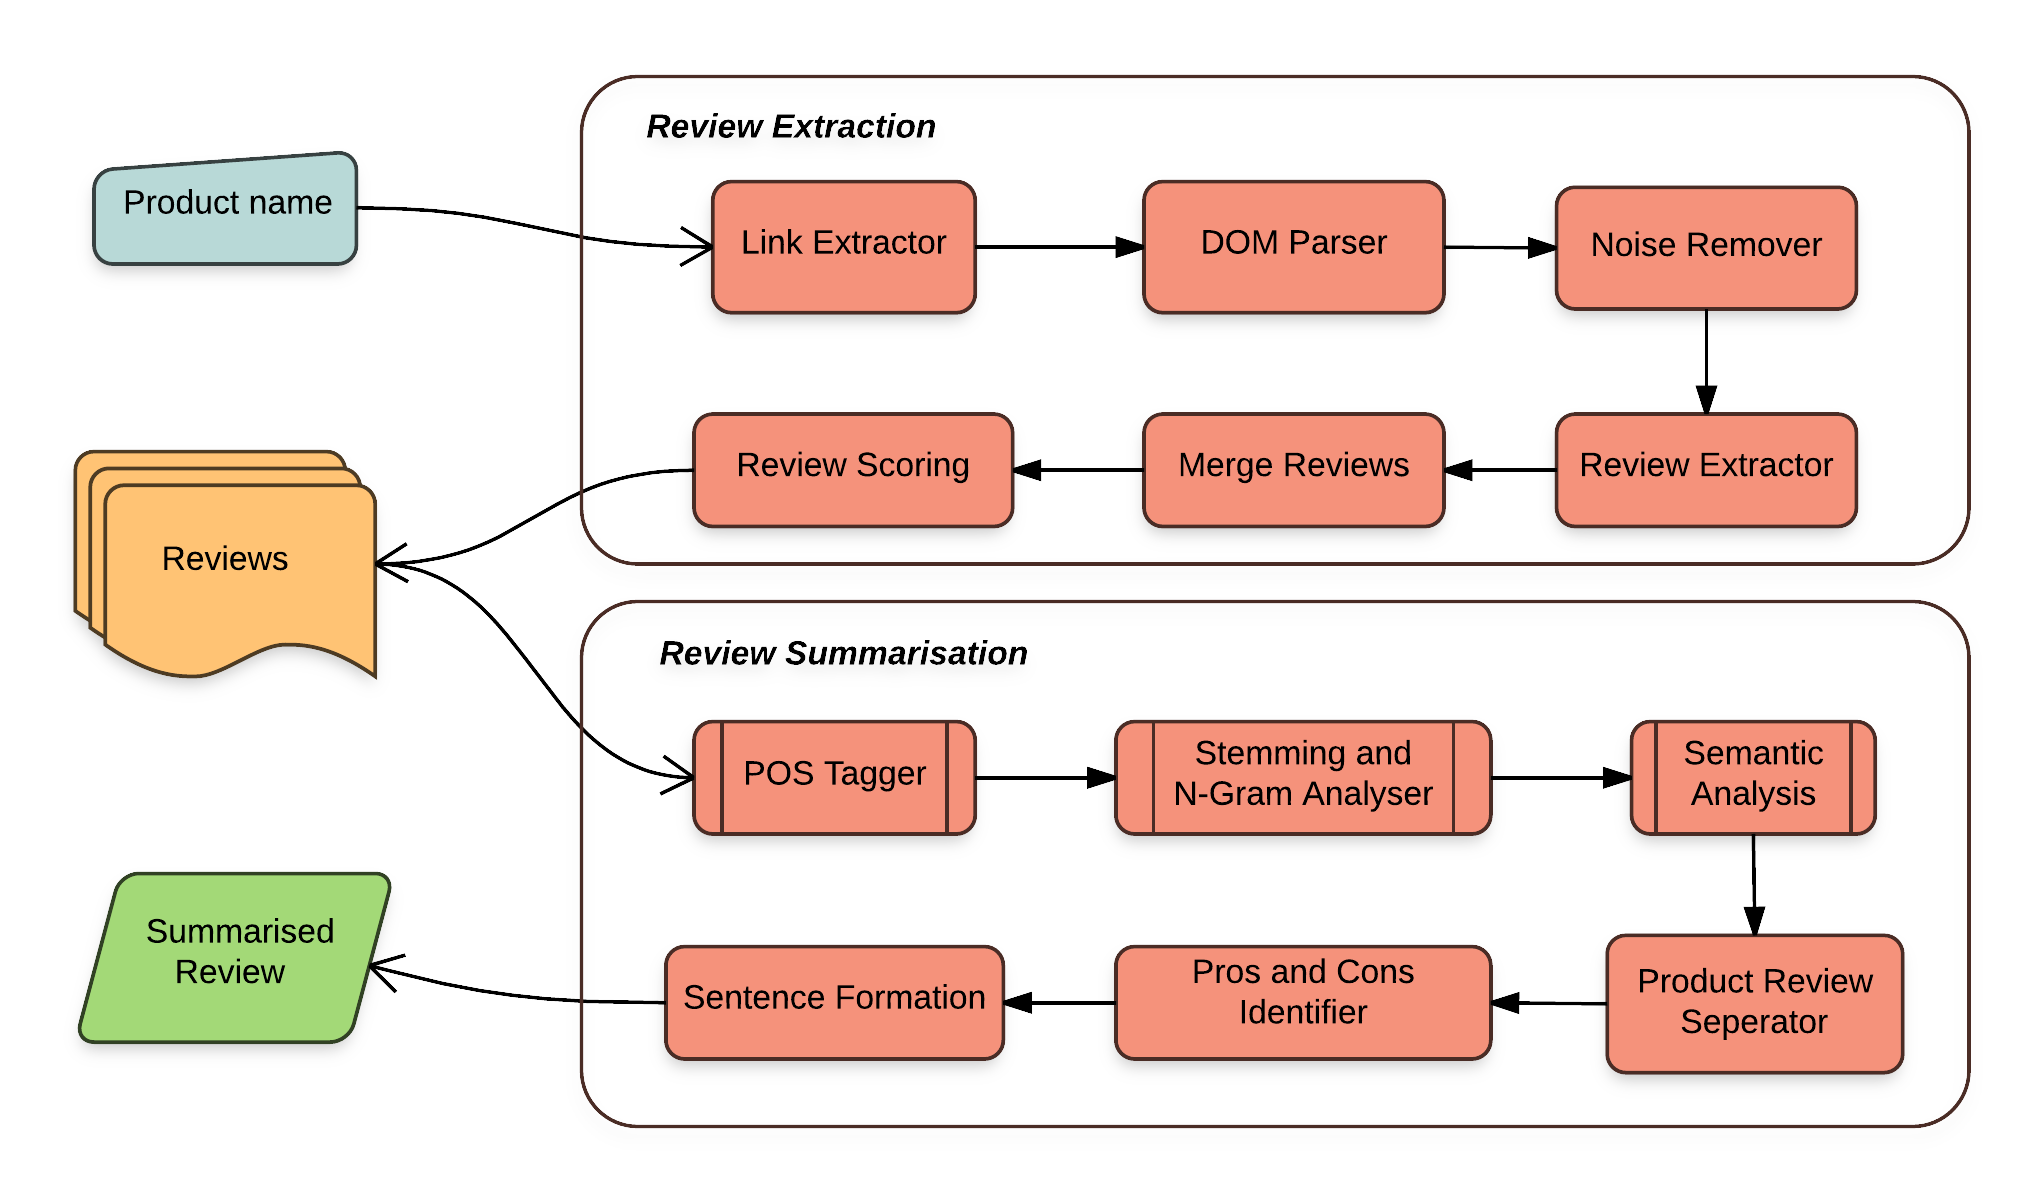 Review Extraction
Product name
Link Extractor
DOM Parser
Noise Remover
Review Scoring
Merge Reviews
Review Extractor
Reviews
Review Summarisation
POS Tagger
Stemming and
N-Gram Analyser
Semantic
Analysis
Summarised
Review
Sentence Formation
Pros and Cons
Identifier
Product Review
Seperator